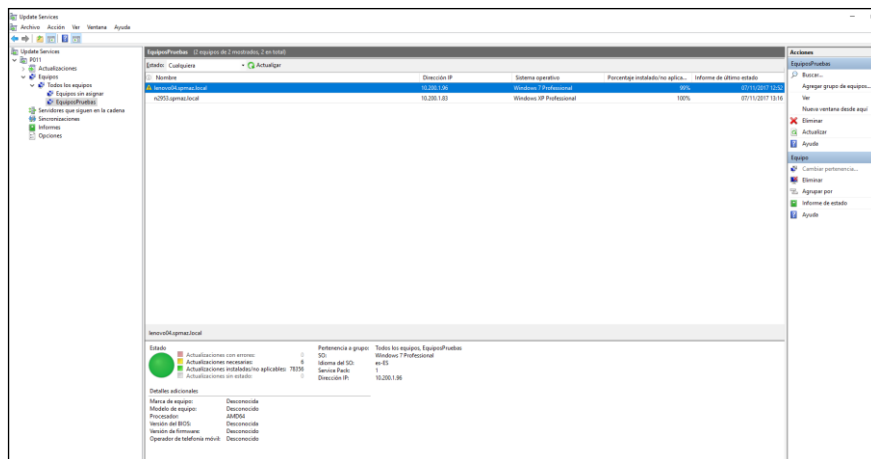 Update Services
Archivo Acción Ver Ventana Ayuda
Update Services
P011
Actualizaciones
Equipos
Todos los equipos
Equipos sin asignar
EquiposPruebas
Servidores que siguen en la cadena
Sincronizaciones
Informes
Opciones
EquiposPruebas (2 equipos de 2 mostrados, 2 en total)
Estado: Cualquiera Actualizar
Nombre Dirección IP Sistema operativo Porcentaje instalado/no aplica... Informe de último estado
lenovo04.spmaz.local 10.200.1.96 Windows 7 Professional 99% 07/11/2017 12:52
n2953.spmaz.local 10.200.1.83 Windows XP Professional 100% 07/11/2017 13:16
lenovo04.spmaz.local
Estado
Actualizaciones con errores: 0
Actualizaciones necesarias: 6
Actualizaciones instaladas/no aplicables: 78356
Actualizaciones sin estado: 0
Pertenencia a grupo: Todos los equipos, EquiposPruebas
SO: Windows 7 Professional
Idioma del SO: es-ES
Service Pack: 1
Dirección IP: 10.200.1.96
Detalles adicionales
Marca de equipo: Desconocida
Modelo de equipo: Desconocida
Procesador: AMD64
Versión del BIOS: Desconocida
Versión de firmware: Desconocida
Operador de telefonía móvil: Desconocido
Acciones
EquiposPruebas
Buscar...
Agregar grupo de equipos...
Ver
Nueva ventana desde aquí
Eliminar
Actualizar
Ayuda
Equipo
Cambiar pertenencia...
Eliminar
Agrupar por
Informe de estado
Ayuda